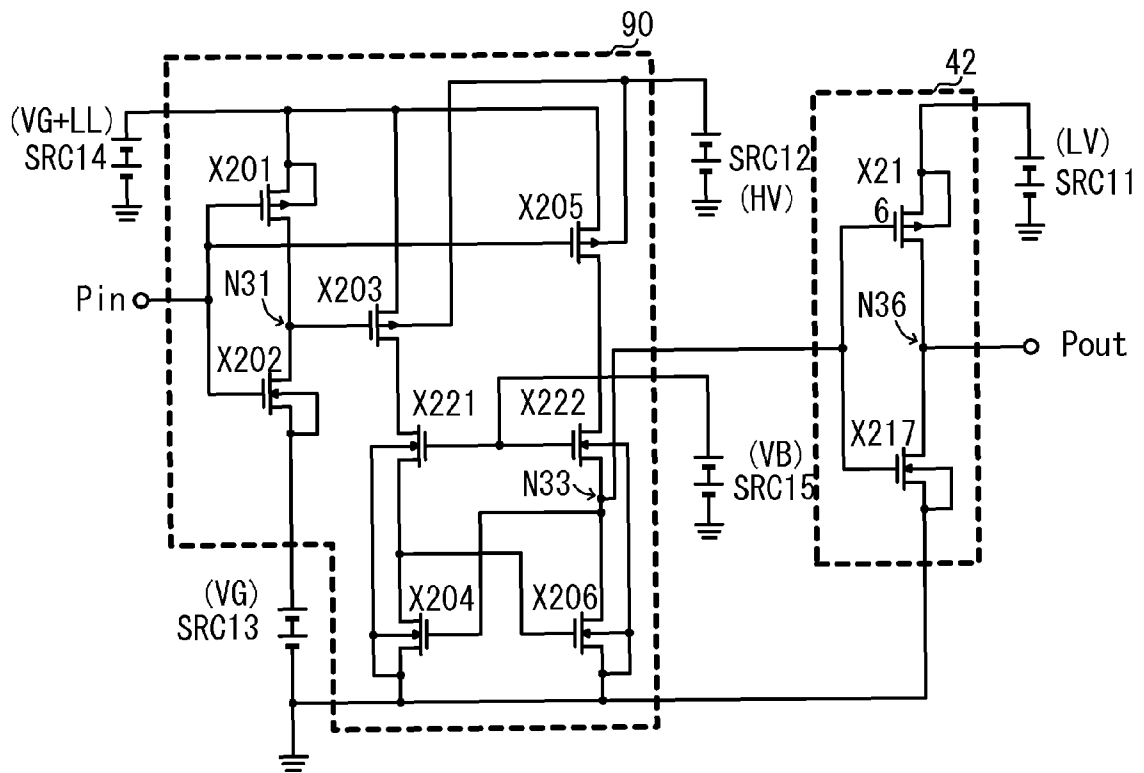 90
42
(VG+LL)
SRC14
X201
SRC12
(HV)
X21
6
(LV)
SRC11
X205
Pin
N31
X203
N36
Pout
X202
X221
X222
X217
N33
(VB)
SRC15
(VG)
SRC13
X204
X206